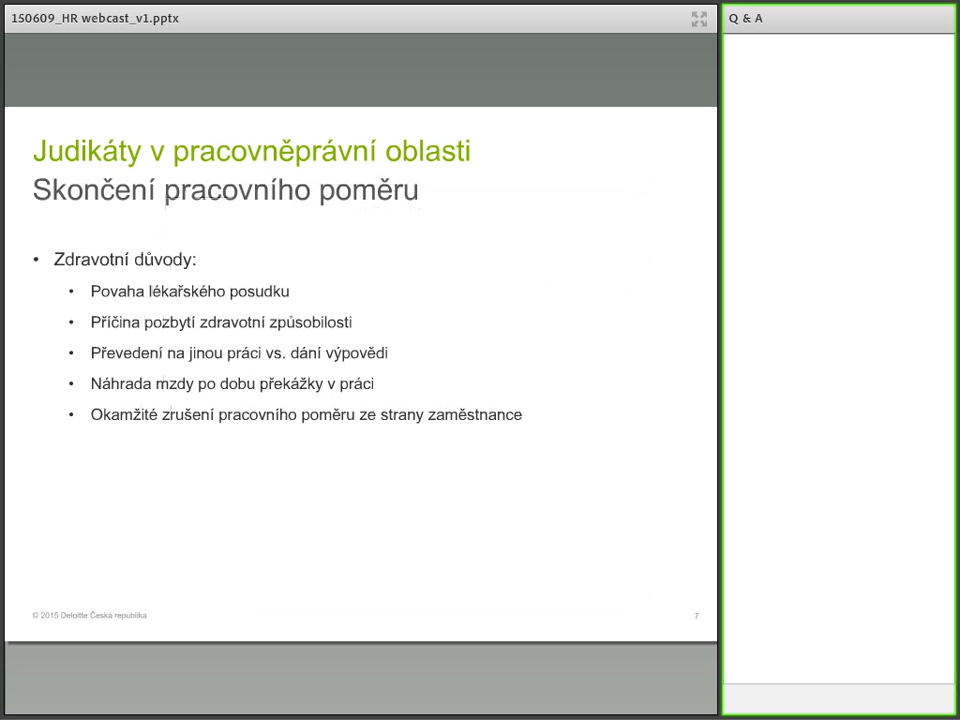 150609_HR webcast_v1.pptx
Q & A
Judikáty v pracovněprávní oblasti
Skončení pracovního poměru
• Zdravotní důvody:
• Povaha lékařského posudku
• Příčina pozbytí zdravotní způsobilosti
• Převedení na jinou práci vs. dání výpovědi
• Náhrada mzdy po dobu překážky v práci
• Okamžité zrušení pracovního poměru ze strany zaměstnance
© 2015 Deloitte Česká republika
7